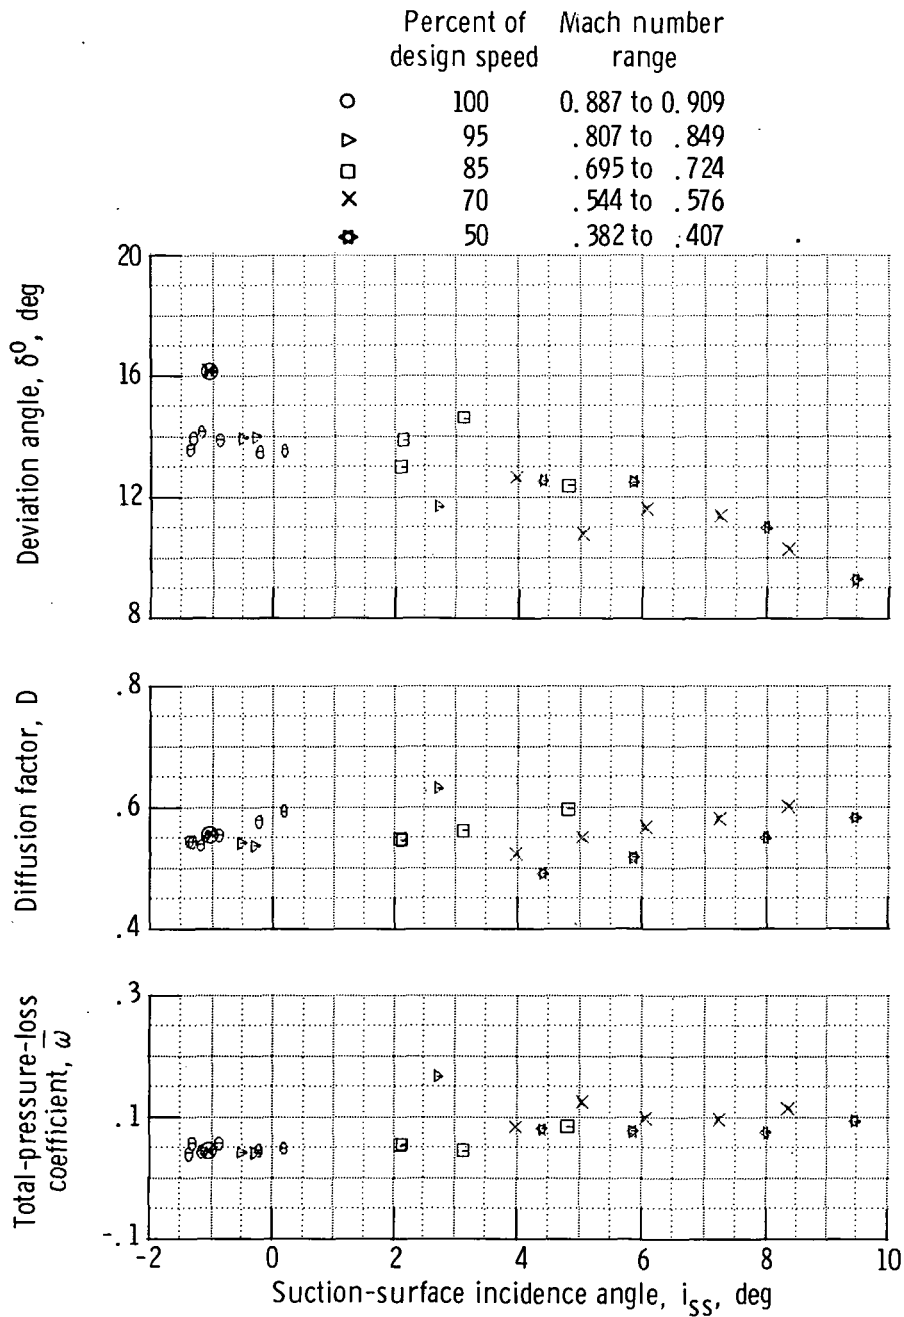 Percent of design speed
Mach number range
100 0.887 to 0.909
95 .807 to .849
85 .695 to .724
70 .544 to .576
50 .382 to .407
Deviation angle, δ⁰, deg
20
16
12
8
Diffusion factor, D
.8
.6
.4
Total-pressure-loss
coefficient, ω̅
.3
.1
-.1
-2 0 2 4 6 8 10
Suction-surface incidence angle, iss, deg